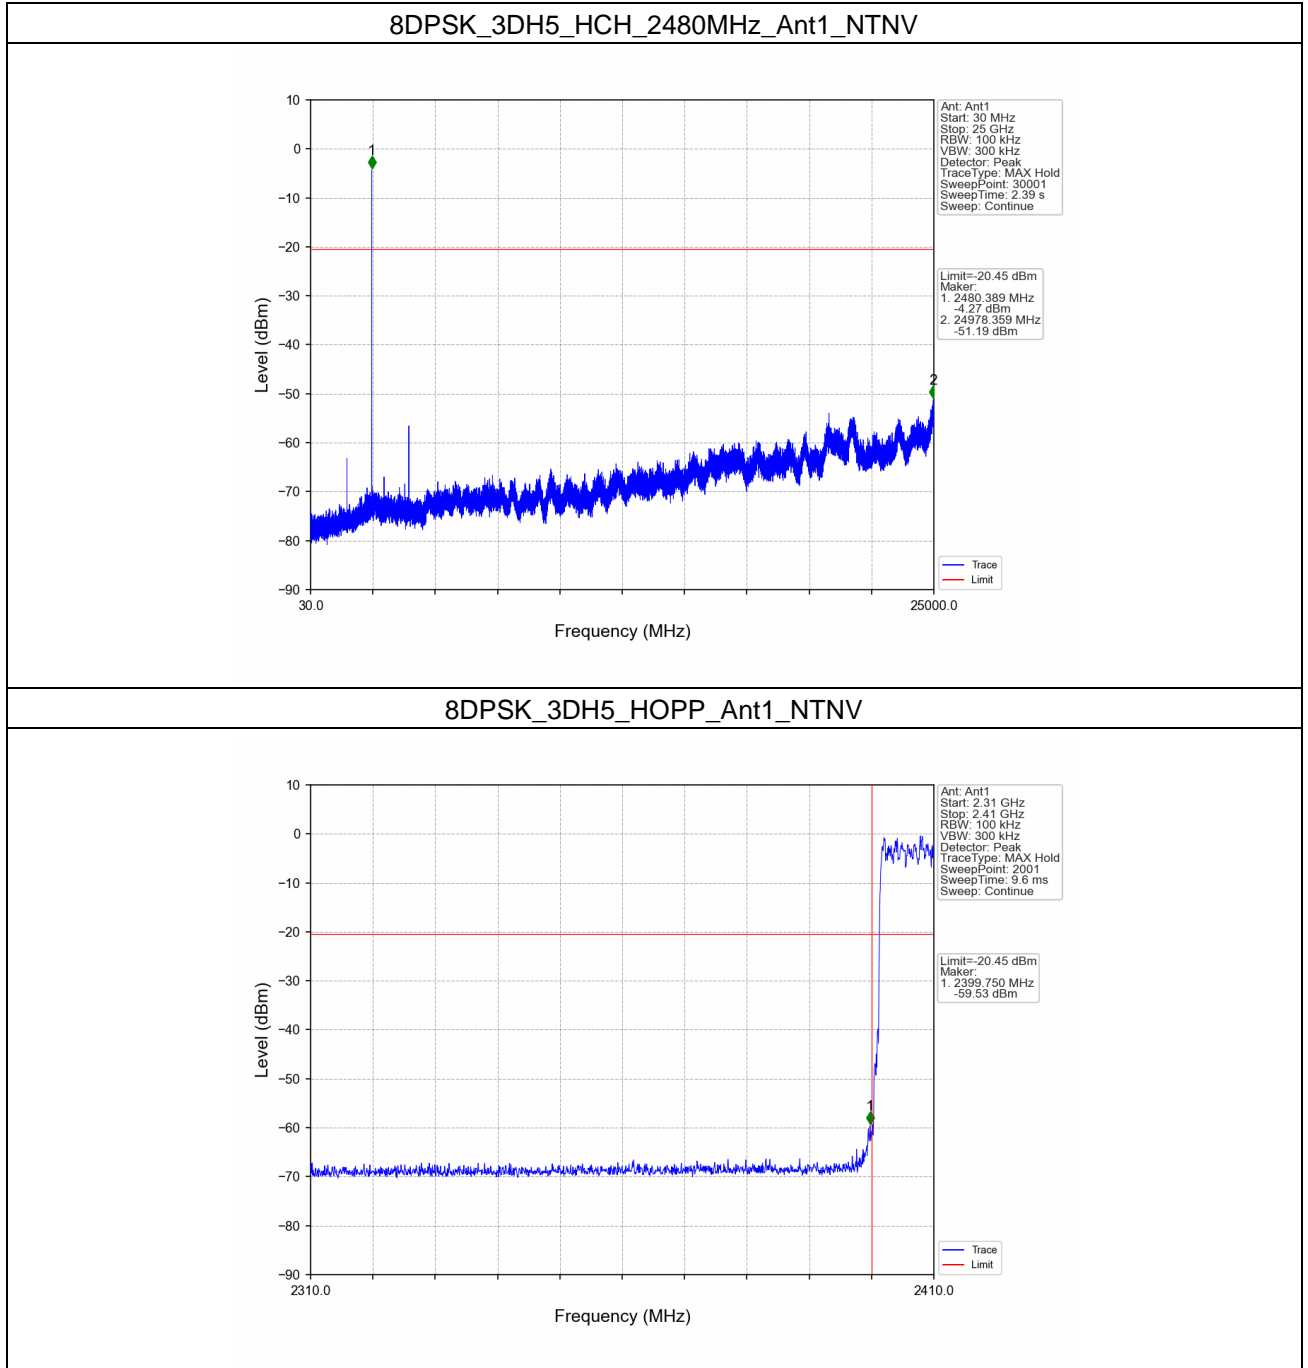 8DPSK_3DH5_HCH_2480MHz_Ant1_NTNV
10
0
−10
−20
−30
−40
−50
−60
−70
−80
−90
Level (dBm)
1
2
30.0
25000.0
Frequency (MHz)
Ant: Ant1
Start: 30 MHz
Stop: 25 GHz
RBW: 100 kHz
VBW: 300 kHz
Detector: Peak
TraceType: MAX Hold
SweepPoint: 30001
SweepTime: 2.39 s
Sweep: Continue
Limit=-20.45 dBm
Maker:
1. 2480.389 MHz
-4.27 dBm
2. 24978.359 MHz
-51.19 dBm
Trace
Limit
8DPSK_3DH5_HOPP_Ant1_NTNV
10
0
−10
−20
−30
−40
−50
−60
−70
−80
−90
Level (dBm)
1
2310.0
2410.0
Frequency (MHz)
Ant: Ant1
Start: 2.31 GHz
Stop: 2.41 GHz
RBW: 100 kHz
VBW: 300 kHz
Detector: Peak
TraceType: MAX Hold
SweepPoint: 2001
SweepTime: 9.6 ms
Sweep: Continue
Limit=-20.45 dBm
Maker:
1. 2399.750 MHz
-59.53 dBm
Trace
Limit